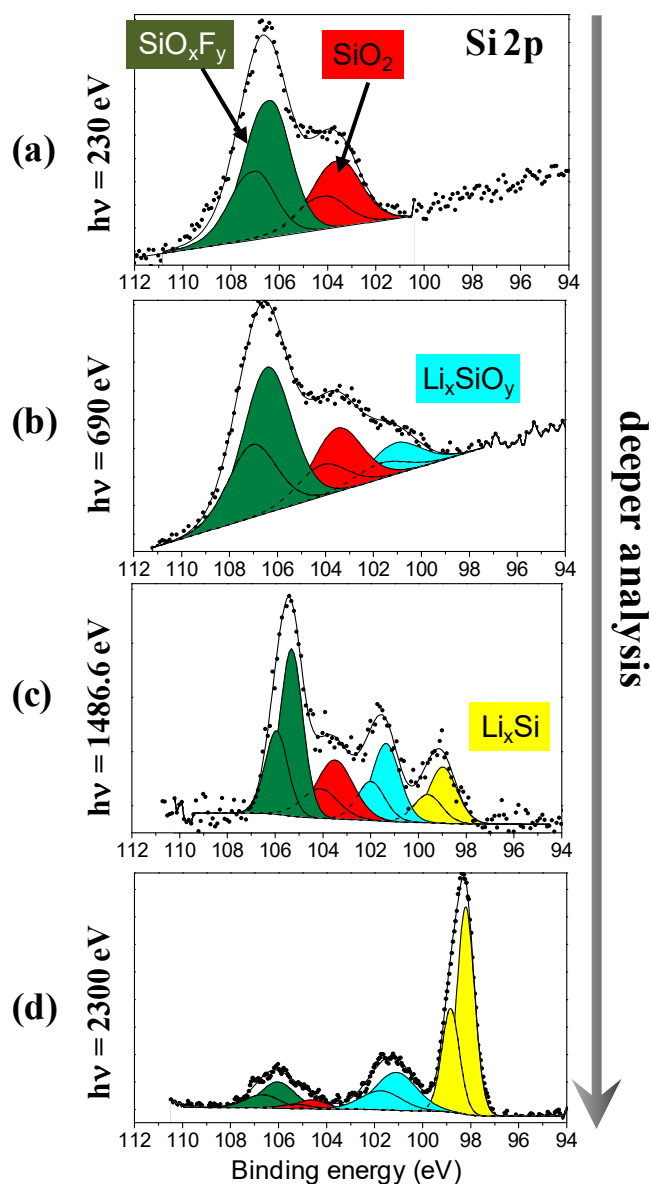 SiOₓFᵧ
SiO₂
Si 2p
(a)
hν = 230 eV
112 110 108 106 104 102 100 98 96 94
(b)
hν = 690 eV
LiₓSiOᵧ
112 110 108 106 104 102 100 98 96 94
(c)
hν = 1486.6 eV
LiₓSi
112 110 108 106 104 102 100 98 96 94
(d)
hν = 2300 eV
112 110 108 106 104 102 100 98 96 94
Binding energy (eV)
deeper analysis